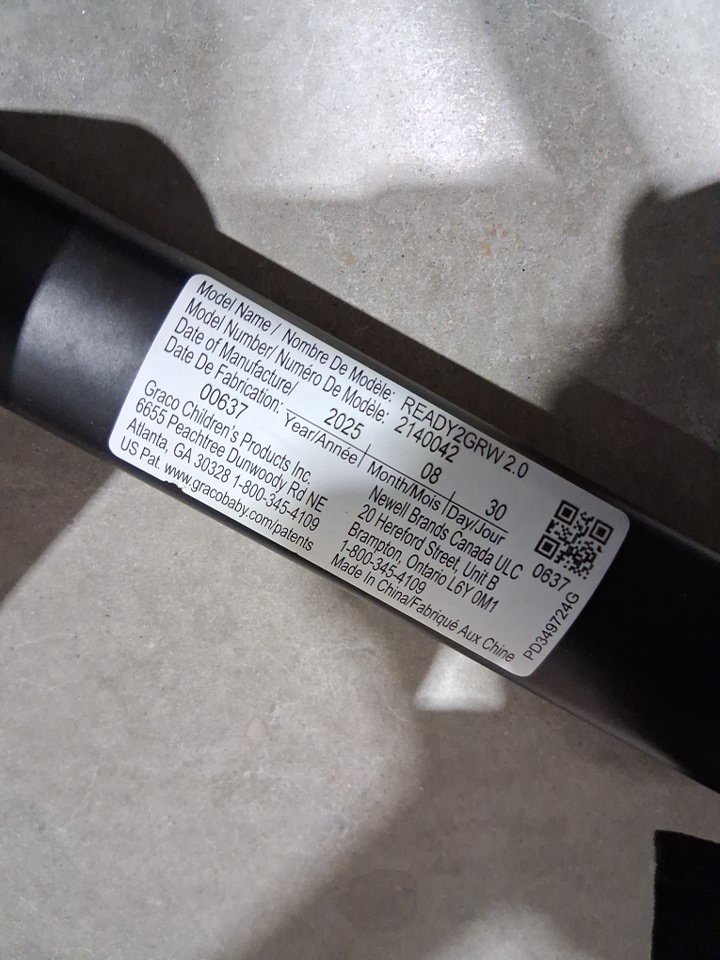 Model Name / Nombre De Modèle: READY2GRW 2.0
Model Number/ Numéro De Modèle: 2140042
Date of Manufacture/
Date De Fabrication: 2025 08 30
00637 Year/Année Month/Mois Day/Jour
Graco Children's Products Inc.
6655 Peachtree Dunwoody Rd NE
Atlanta, GA 30328 1-800-345-4109
US Pat. www.gracobaby.com/patents
Newell Brands Canada ULC
20 Hereford Street, Unit B
Brampton, Ontario L6Y 0M1
1-800-345-4109
Made In China/Fabriqué Aux Chine
0637
PD349724G